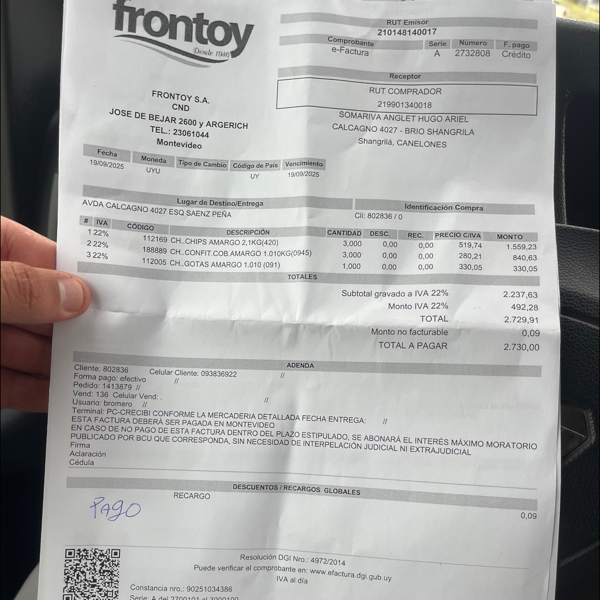 frontoy
Desde 1946
FRONTOY S.A.
CND
JOSE DE BEJAR 2600 y ARGERICH
TEL.: 23061044
Montevideo
RUT Emisor
210148140017
Comprobante Serie Número F. pago
e-Factura A 2732808 Crédito
Receptor
RUT COMPRADOR
219901340018
SOMARIVA ANGLET HUGO ARIEL
CALCAGNO 4027 - BRIO SHANGRILA
Shangrilá, CANELONES
Fecha Moneda Tipo de Cambio Código de País Vencimiento
19/09/2025 UYU UY 19/09/2025
Lugar de Destino/Entrega Identificación Compra
AVDA CALCAGNO 4027 ESQ SAENZ PEÑA Cli: 802836 / 0
# IVA CÓDIGO DESCRIPCIÓN CANTIDAD DESC. REC. PRECIO C/IVA MONTO
1 22% 112169 CH..CHIPS AMARGO 2,1KG(420) 3,000 0,00 0,00 519,74 1.559,23
2 22% 188889 CH..CONFIT.COB.AMARGO 1.010KG(0945) 3,000 0,00 0,00 280,21 840,63
3 22% 112005 CH..GOTAS AMARGO 1.010 (091) 1,000 0,00 0,00 330,05 330,05
TOTALES
Subtotal gravado a IVA 22% 2.237,63
Monto IVA 22% 492,28
TOTAL 2.729,91
Monto no facturable 0,09
TOTAL A PAGAR 2.730,00
ADENDA
Cliente: 802836 Celular Cliente: 093836922 //
Forma pago: efectivo //
Pedido: 1413879 //
Vend: 136 Celular Vend: . //
Usuario: bromero //
Terminal: PC-CRECIBI CONFORME LA MERCADERIA DETALLADA FECHA ENTREGA: //
ESTA FACTURA DEBERÁ SER PAGADA EN MONTEVIDEO
EN CASO DE NO PAGO DE ESTA FACTURA DENTRO DEL PLAZO ESTIPULADO, SE ABONARÁ EL INTERÉS MÁXIMO MORATORIO
PUBLICADO POR BCU QUE CORRESPONDA, SIN NECESIDAD DE INTERPELACIÓN JUDICIAL NI EXTRAJUDICIAL
Firma
Aclaración
Cédula
DESCUENTOS / RECARGOS GLOBALES
RECARGO 0,09
PAGO
Resolución DGI Nro.: 4972/2014
Puede verificar el comprobante en: www.efactura.dgi.gub.uy
IVA al día
Constancia nro.: 90251034386